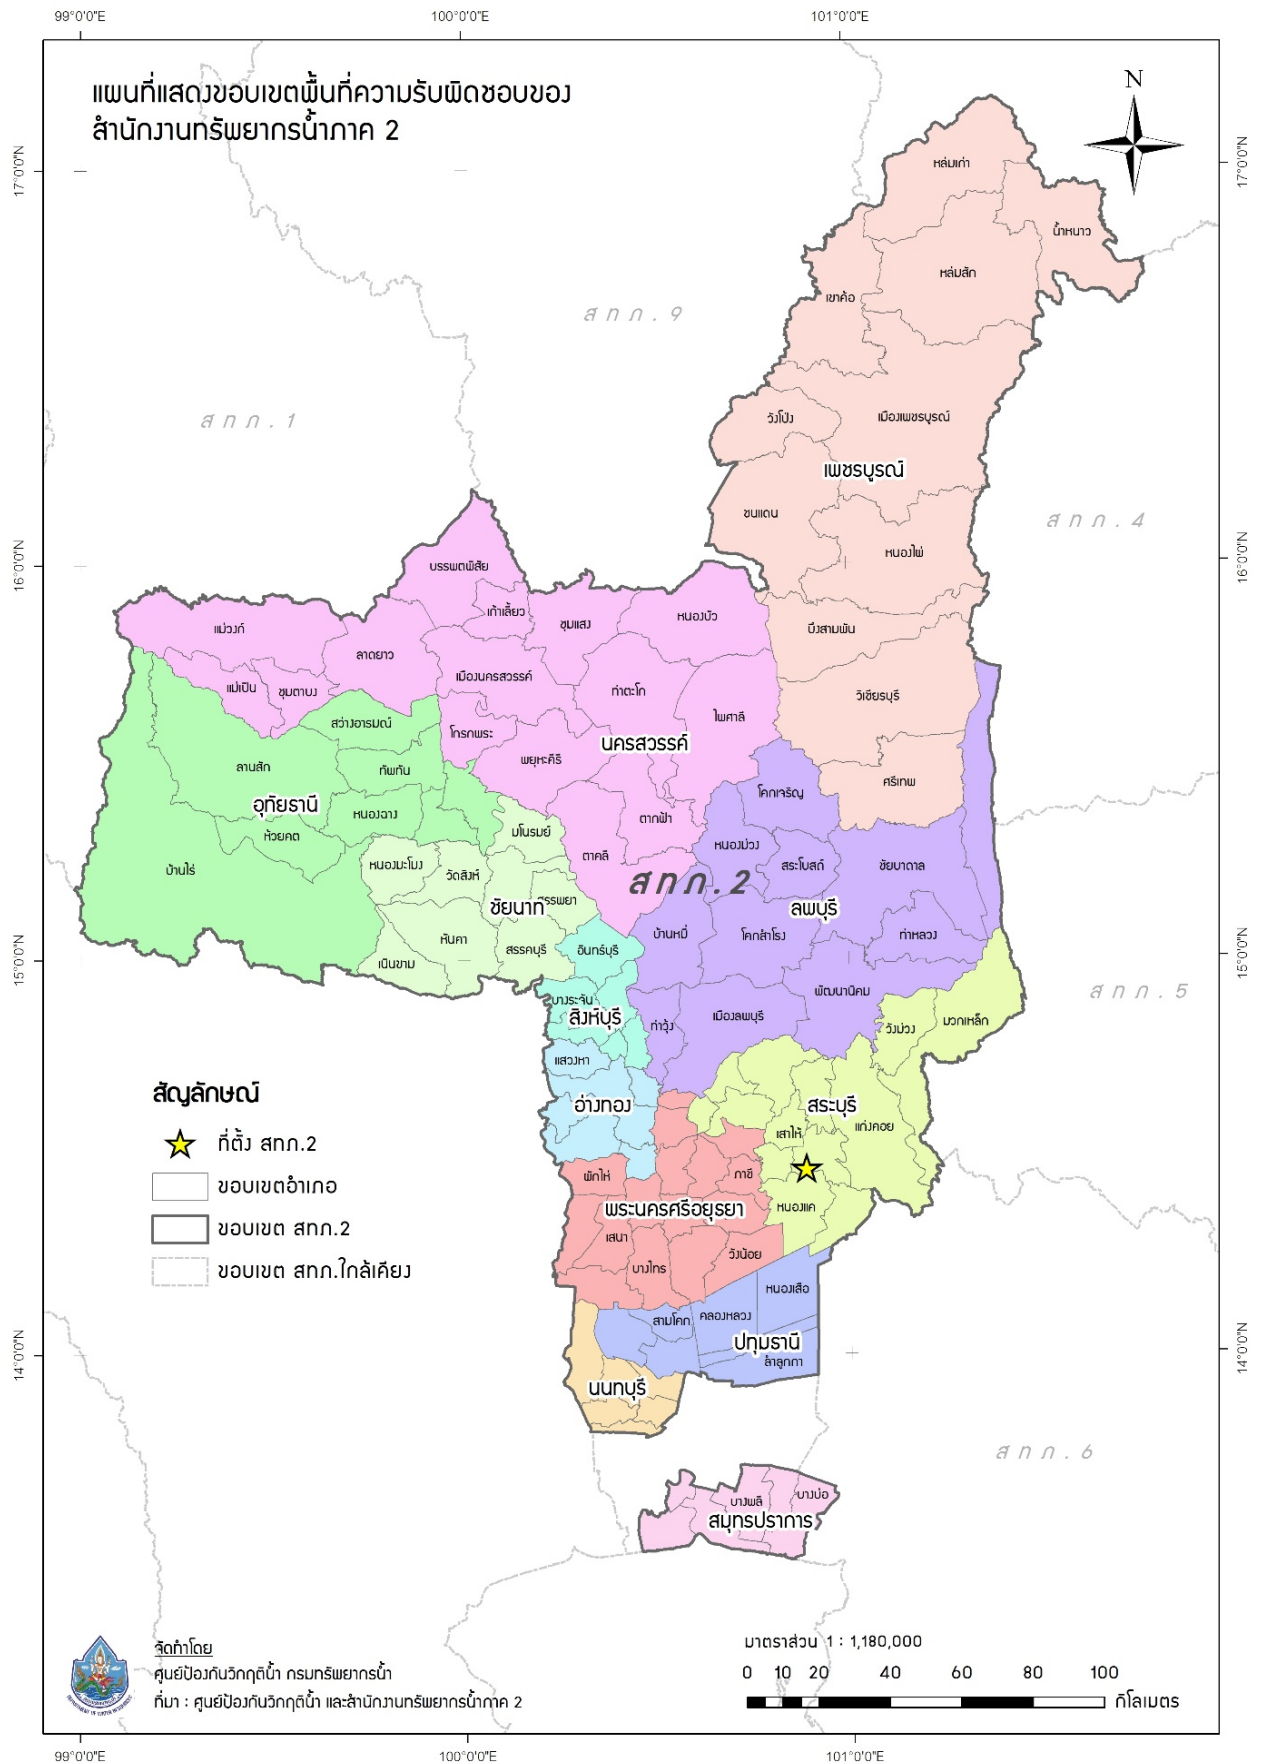 99°0'0"E
100°0'0"E
101°0'0"E
แผนที่แสดงขอบเขตพื้นที่ความรับผิดชอบของ
สำนักงานทรัพยากรน้ำภาค 2
N
17°0'0"N
17°0'0"N
หล่มเก่า
น้ำหนาว
หล่มสัก
เขาค้อ
สทภ.9
สทภ.1
วังโป่ง
เมืองเพชรบูรณ์
เพชรบูรณ์
ชนแดน
สทภ.4
หนองไผ่
16°0'0"N
16°0'0"N
บรรพตพิสัย
เก้าเลี้ยว
ชุมแสง
หนองบัว
บึงสามพัน
แม่วงก์
ลาดยาว
เมืองนครสวรรค์
แม่เปิน
ชุมตาบง
ท่าตะโก
วิเชียรบุรี
ไพศาลี
สว่างอารมณ์
โกรกพระ
นครสวรรค์
พยุหะคีรี
ลานสัก
ทัพทัน
ศรีเทพ
โคกเจริญ
อุทัยธานี
หนองฉาง
ตากฟ้า
ห้วยคต
มโนรมย์
หนองม่วง
บ้านไร่
หนองมะโมง
วัดสิงห์
ตาคลี
สระโบสถ์
ชัยบาดาล
สทภ.2
ชัยนาท
สรรพยา
ลพบุรี
หันคา
สรรคบุรี
อินทร์บุรี
บ้านหมี่
โคกสำโรง
ท่าหลวง
เนินขาม
15°0'0"N
15°0'0"N
พัฒนานิคม
สทภ.5
บางระจัน
สิงห์บุรี
ท่าวุ้ง
เมืองลพบุรี
วังม่วง
มวกเหล็ก
แสวงหา
อ่างทอง
สระบุรี
เสาไห้
แก่งคอย
สัญลักษณ์
ที่ตั้ง สทภ.2
ขอบเขตอำเภอ
ขอบเขต สทภ.2
ขอบเขต สทภ.ใกล้เคียง
ผักไห่
ภาชี
พระนครศรีอยุธยา
หนองแค
เสนา
วังน้อย
บางไทร
หนองเสือ
สามโคก
คลองหลวง
ปทุมธานี
ลำลูกกา
14°0'0"N
14°0'0"N
นนทบุรี
สทภ.6
บางพลี
บางบ่อ
สมุทรปราการ
จัดทำโดย
ศูนย์ป้องกันวิกฤติน้ำ กรมทรัพยากรน้ำ
ที่มา : ศูนย์ป้องกันวิกฤติน้ำ และสำนักงานทรัพยากรน้ำภาค 2
มาตราส่วน 1 : 1,180,000
0 10 20 40 60 80 100
กิโลเมตร
99°0'0"E
100°0'0"E
101°0'0"E